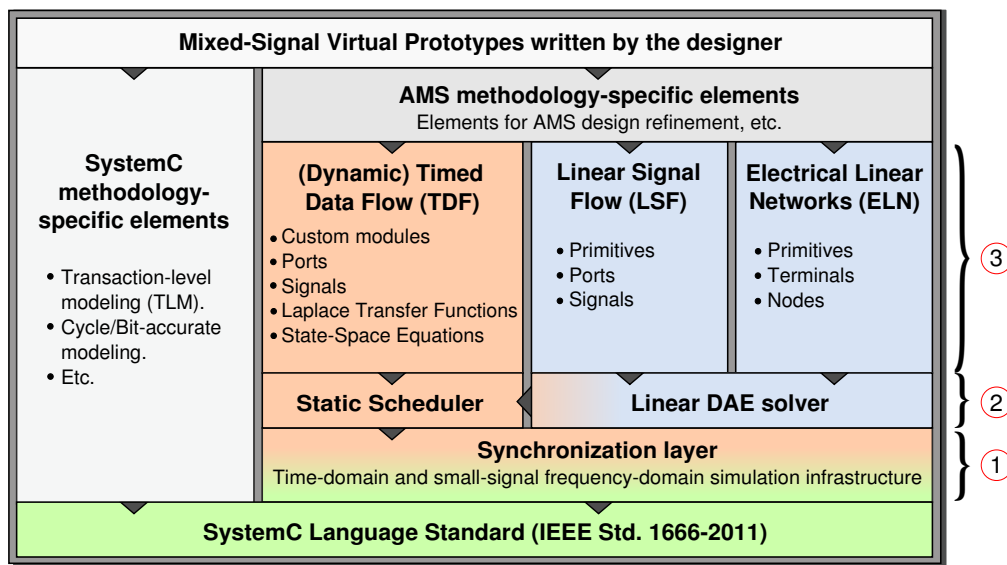 Mixed-Signal Virtual Prototypes written by the designer
AMS methodology-specific elements
Elements for AMS design refinement, etc.
SystemC
methodology-
specific elements
• Transaction-level
modeling (TLM).
• Cycle/Bit-accurate
modeling.
• Etc.
(Dynamic) Timed
Data Flow (TDF)
• Custom modules
• Ports
• Signals
• Laplace Transfer Functions
• State-Space Equations
Linear Signal
Flow (LSF)
• Primitives
• Ports
• Signals
Electrical Linear
Networks (ELN)
• Primitives
• Terminals
• Nodes
3
Static Scheduler
Linear DAE solver
2
Synchronization layer
Time-domain and small-signal frequency-domain simulation infrastructure
1
SystemC Language Standard (IEEE Std. 1666-2011)